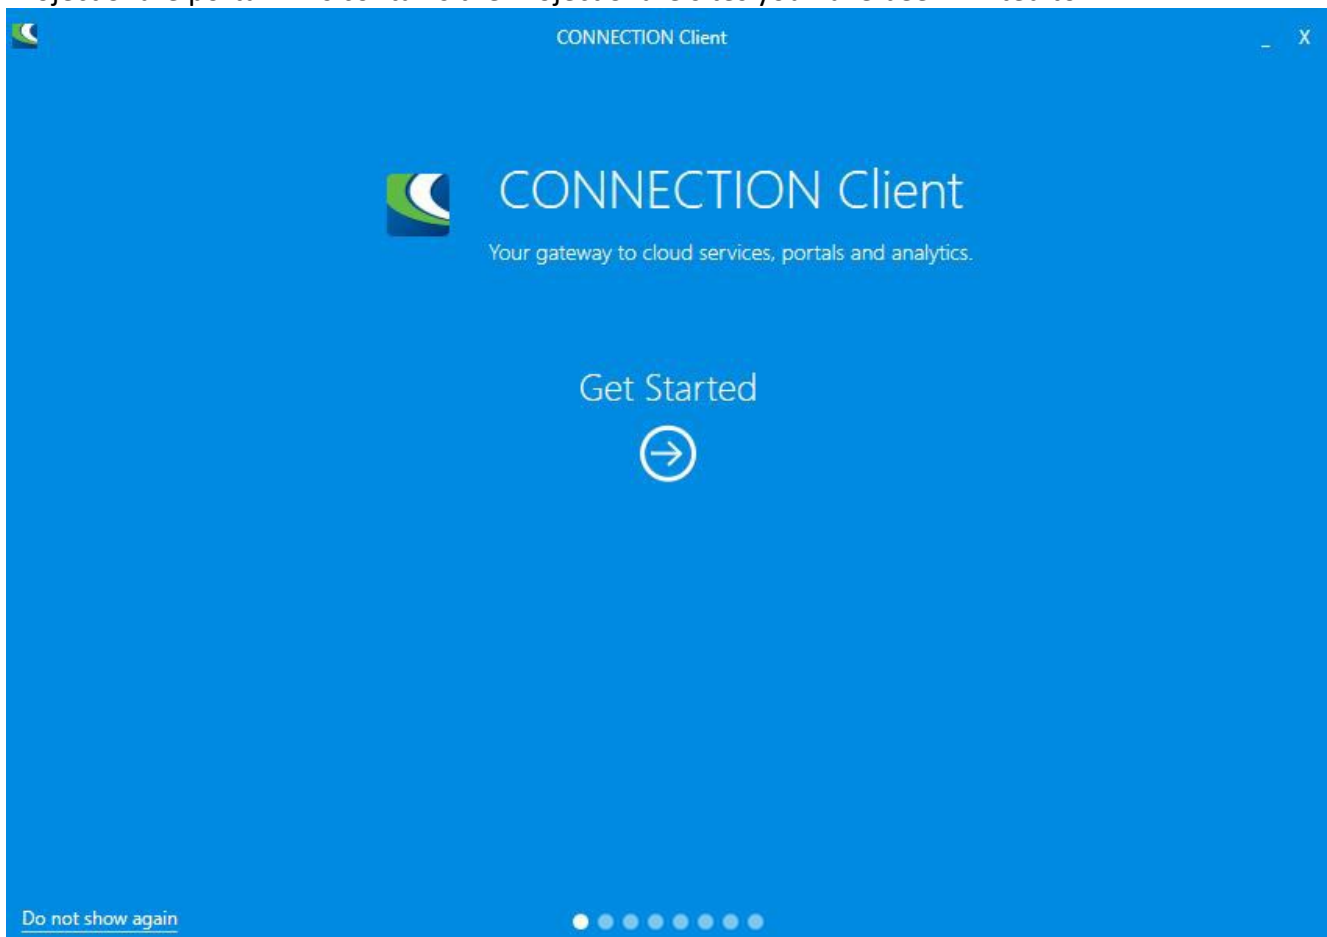 CONNECTION Client
_ X
CONNECTION Client
Your gateway to cloud services, portals and analytics.
Get Started
Do not show again